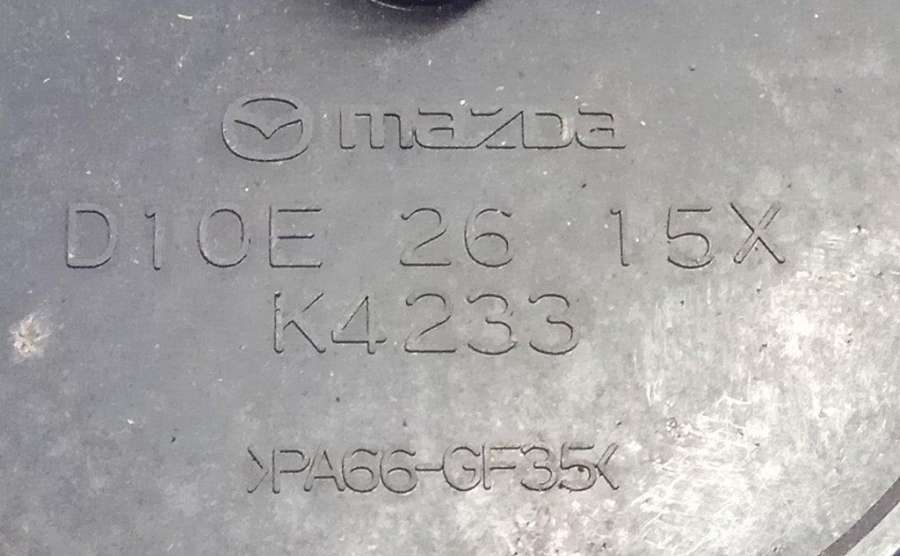 mazda
D10E 26 15X
K4233
>PA66-GF35<